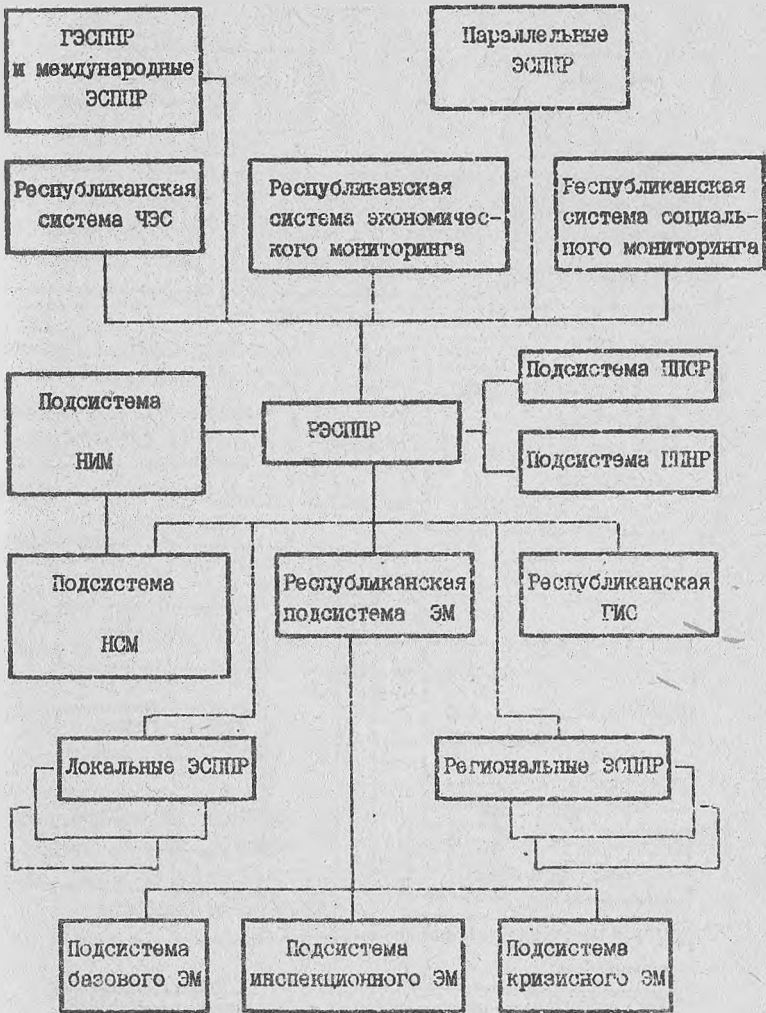 ГЭСППР
и международные
ЭСППР
Параллельные
ЭСППР
Республиканская
система ЧЭС
Республиканская
система экономичес-
кого мониторинга
Республиканская
система социаль-
ного мониторинга
Подсистема
НИМ
РЭСППР
Подсистема ППСР
Подсистема ППНР
Подсистема
НСМ
Республиканская
подсистема ЭМ
Республиканская
ГИС
Локальные ЭСППР
Региональные ЭСППР
Подсистема
базового ЭМ
Подсистема
инспекционного ЭМ
Подсистема
кризисного ЭМ